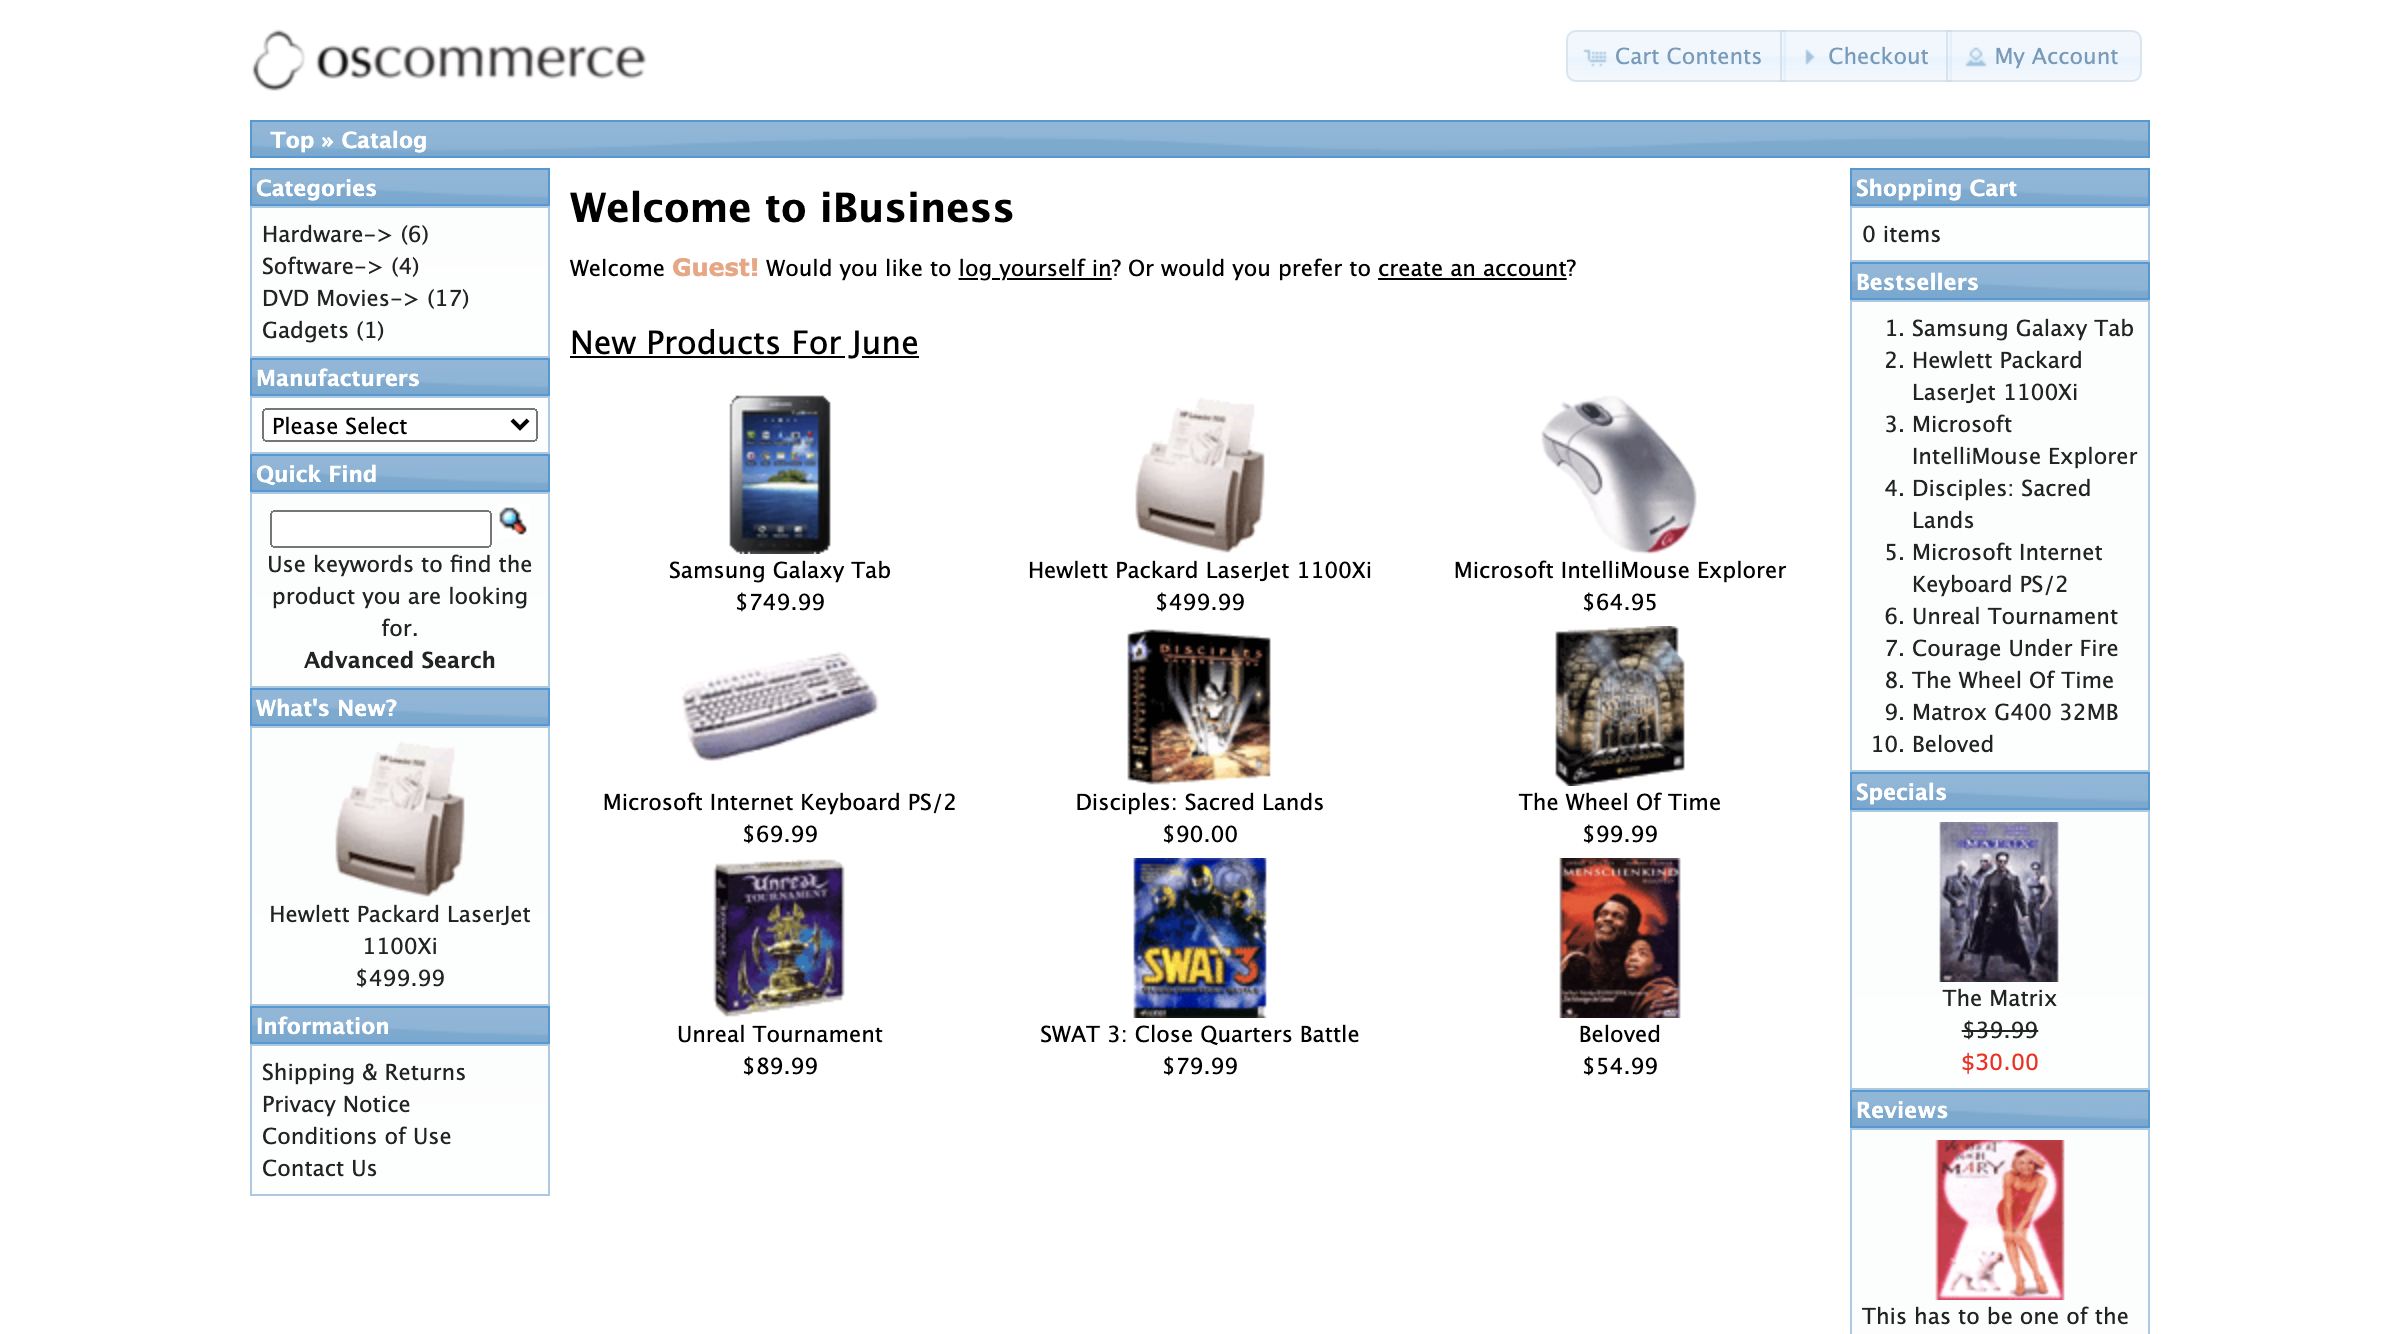 oscommerce
Cart Contents
Checkout
My Account
Top » Catalog
Categories
Hardware-> (6)
Software-> (4)
DVD Movies-> (17)
Gadgets (1)
Manufacturers
Please Select
Quick Find
Use keywords to find the
product you are looking
for.
Advanced Search
What's New?
Hewlett Packard LaserJet
1100Xi
$499.99
Information
Shipping & Returns
Privacy Notice
Conditions of Use
Contact Us
Welcome to iBusiness
Welcome Guest! Would you like to log yourself in? Or would you prefer to create an account?
New Products For June
Samsung Galaxy Tab
$749.99
Hewlett Packard LaserJet 1100Xi
$499.99
Microsoft IntelliMouse Explorer
$64.95
DISCIPLES
Microsoft Internet Keyboard PS/2
$69.99
Disciples: Sacred Lands
$90.00
The Wheel Of Time
$99.99
Unreal
TOURNAMENT
SWAT 3
MENSCHENKIND
Unreal Tournament
$89.99
SWAT 3: Close Quarters Battle
$79.99
Beloved
$54.99
Shopping Cart
0 items
Bestsellers
1. Samsung Galaxy Tab
2. Hewlett Packard
LaserJet 1100Xi
3. Microsoft
IntelliMouse Explorer
4. Disciples: Sacred
Lands
5. Microsoft Internet
Keyboard PS/2
6. Unreal Tournament
7. Courage Under Fire
8. The Wheel Of Time
9. Matrox G400 32MB
10. Beloved
Specials
MATRIX
The Matrix
$39.99
$30.00
Reviews
MARY
This has to be one of the